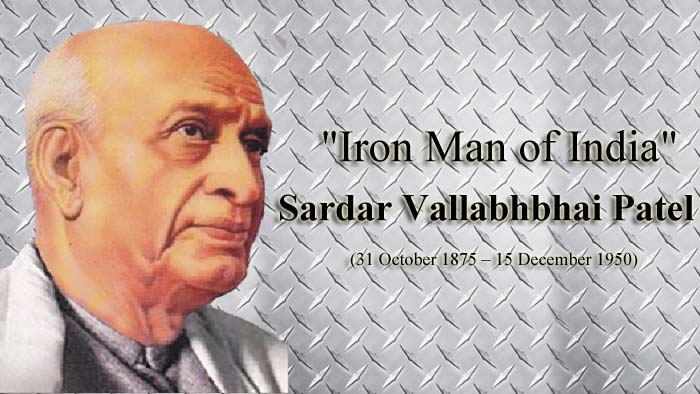 "Iron Man of India"
Sardar Vallabhbhai Patel
(31 October 1875 – 15 December 1950)